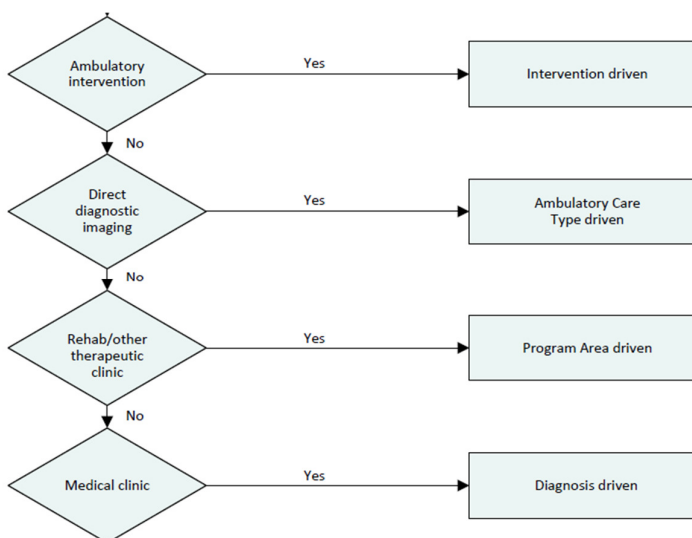 Ambulatory
intervention
Yes
Intervention driven
No
Direct
diagnostic
imaging
Yes
Ambulatory Care
Type driven
No
Rehab/other
therapeutic
clinic
Yes
Program Area driven
No
Medical clinic
Yes
Diagnosis driven